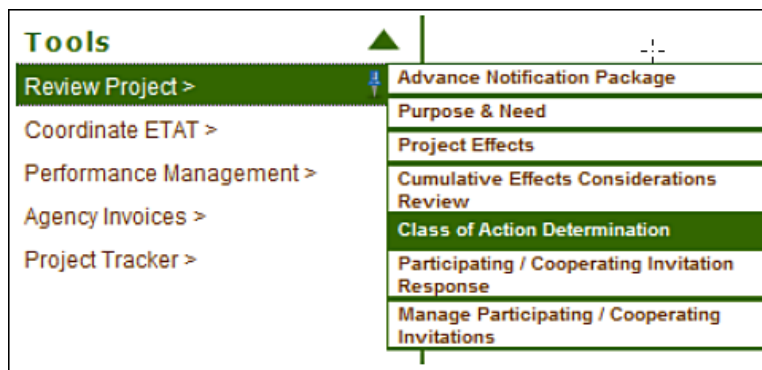 Tools
Review Project >
Coordinate ETAT >
Performance Management >
Agency Invoices >
Project Tracker >
Advance Notification Package
Purpose & Need
Project Effects
Cumulative Effects Considerations
Review
Class of Action Determination
Participating / Cooperating Invitation
Response
Manage Participating / Cooperating
Invitations